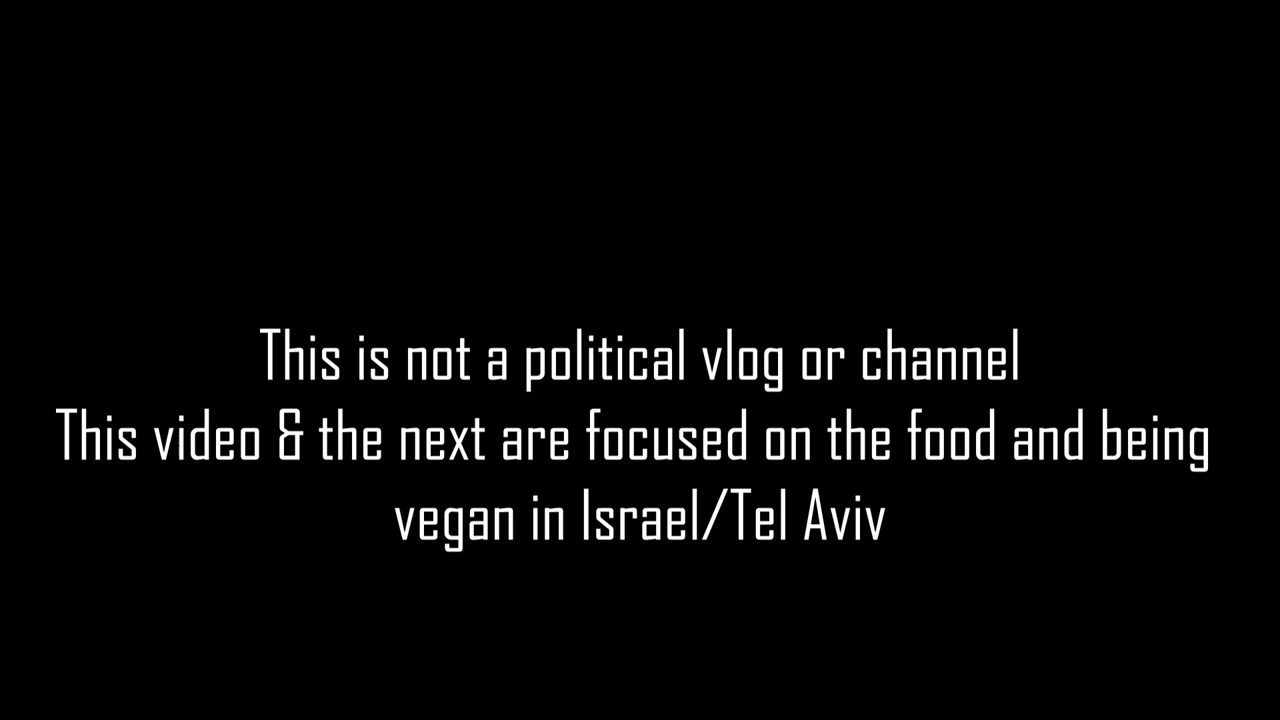 This is not a political vlog or channel
This video & the next are focused on the food and being
vegan in Israel/Tel Aviv